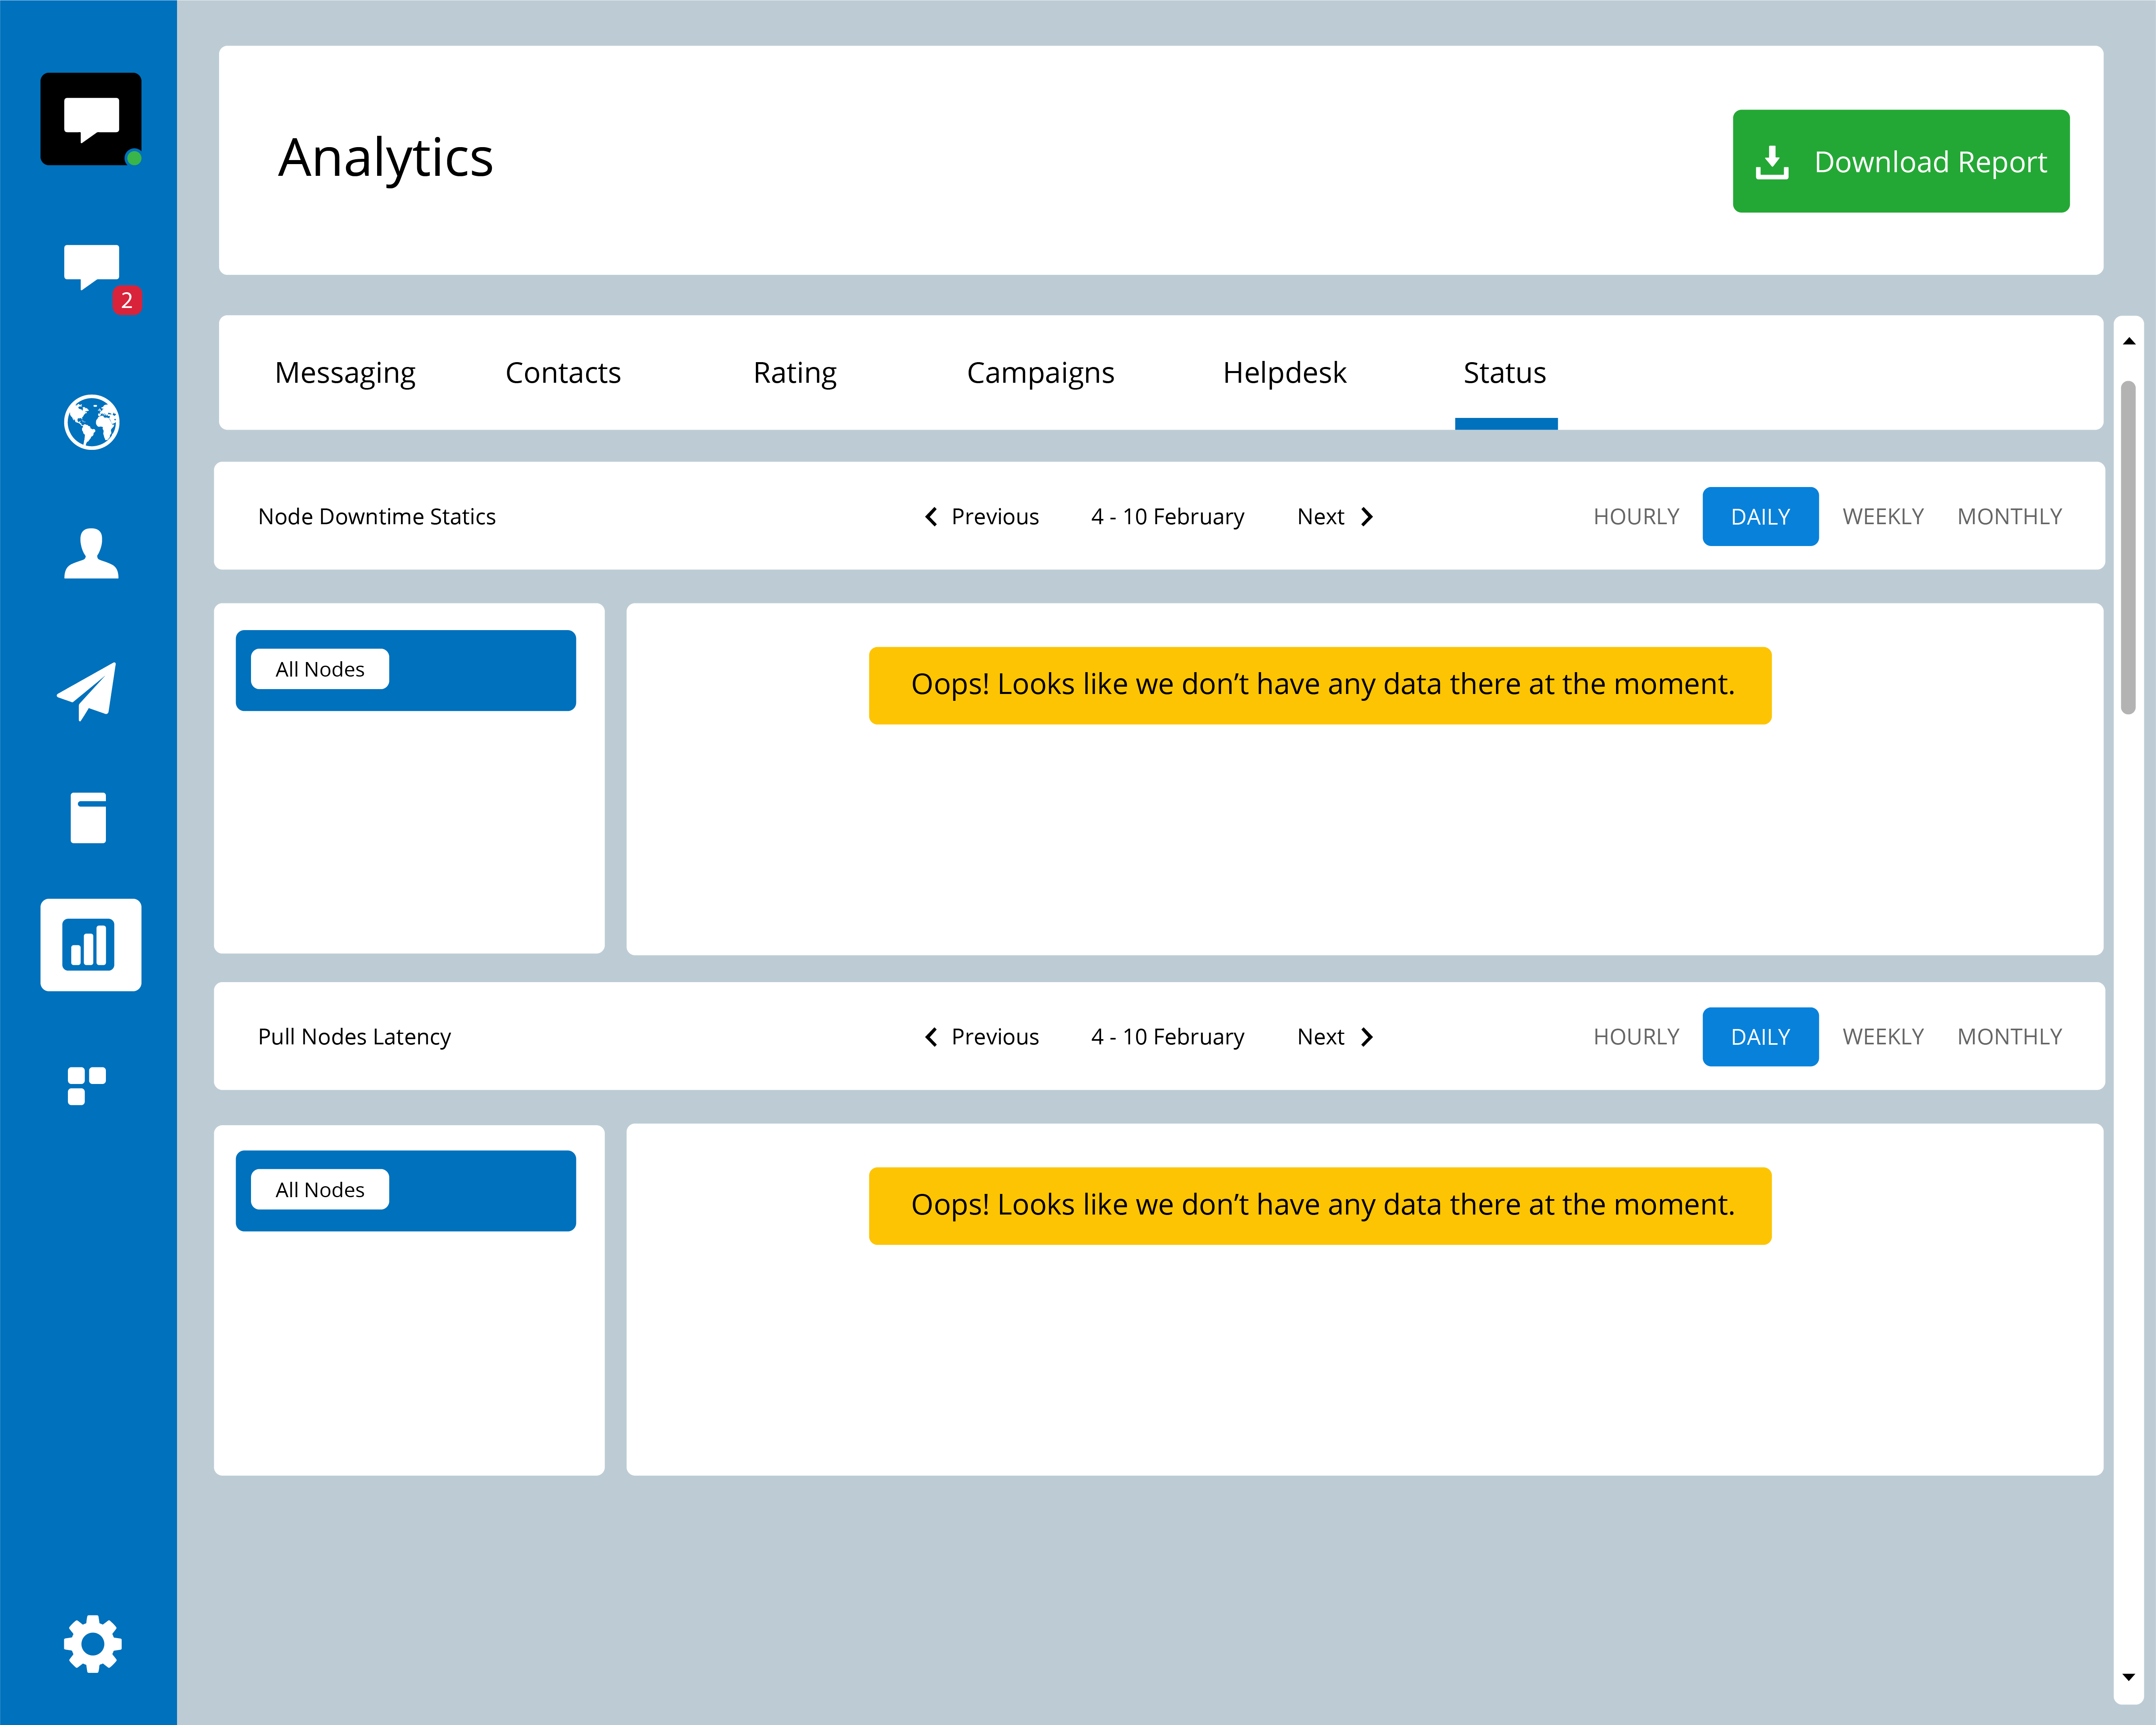 Analytics
Download Report
2
Messaging Contacts Rating Campaigns Helpdesk Status
Node Downtime Statics Previous 4 - 10 February Next HOURLY DAILY WEEKLY MONTHLY
All Nodes
Oops! Looks like we don’t have any data there at the moment.
Pull Nodes Latency Previous 4 - 10 February Next HOURLY DAILY WEEKLY MONTHLY
All Nodes
Oops! Looks like we don’t have any data there at the moment.